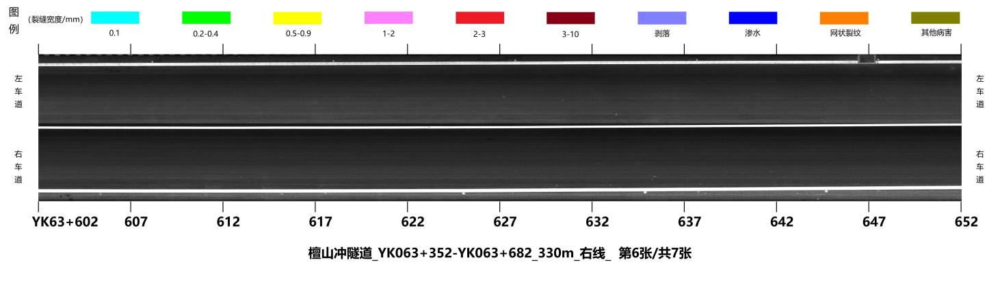 图例
(裂缝宽度/mm)
0.1 0.2-0.4 0.5-0.9 1-2 2-3 3-10 剥落 渗水 网状裂纹 其他病害
左车道 左车道
右车道 右车道
YK63+602 607 612 617 622 627 632 637 642 647 652
檀山冲隧道_YK063+352-YK063+682_330m_右线_ 第6张/共7张